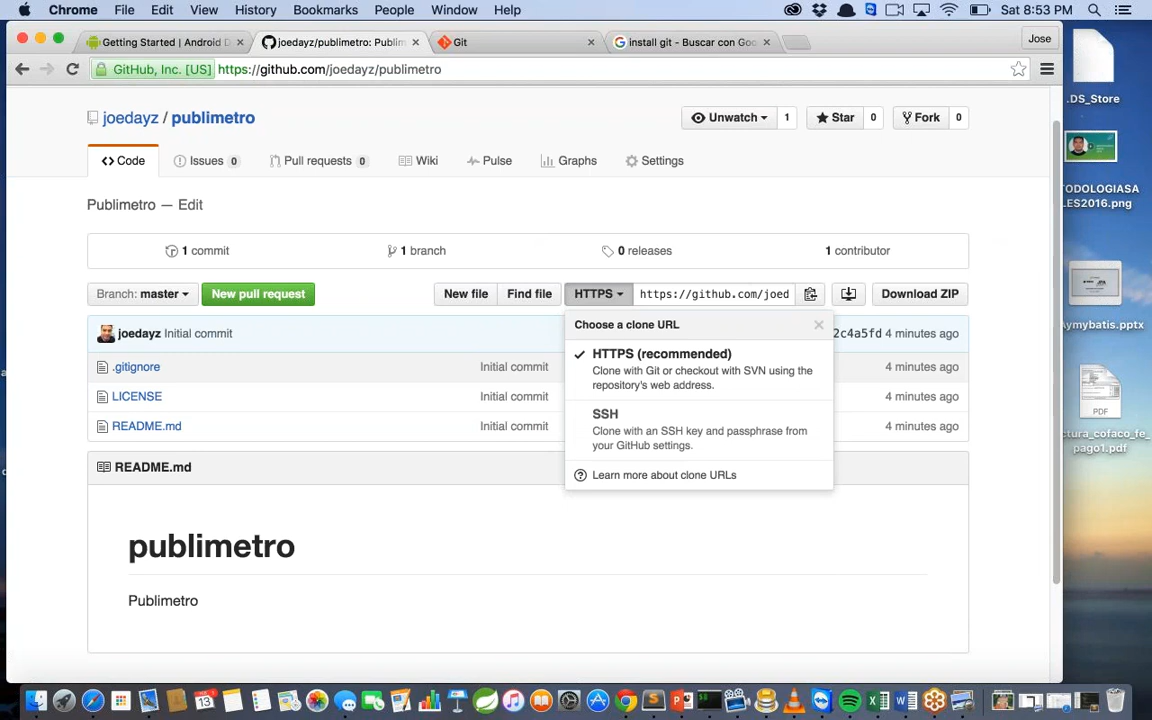 Chrome File Edit View History Bookmarks People Window Help Sat 8:53 PM
Getting Started | Android D joedayz/publimetro: Publim Git install git - Buscar con Goo Jose
GitHub, Inc. [US] https://github.com/joedayz/publimetro
.DS_Store
joedayz / publimetro Unwatch 1 Star 0 Fork 0
Code Issues 0 Pull requests 0 Wiki Pulse Graphs Settings
Publimetro — Edit
1 commit 1 branch 0 releases 1 contributor
Branch: master New pull request New file Find file HTTPS https://github.com/joed Download ZIP
Choose a clone URL
joedayz Initial commit 2c4a5fd 4 minutes ago
HTTPS (recommended)
Clone with Git or checkout with SVN using the
repository's web address.
.gitignore Initial commit 4 minutes ago
LICENSE Initial commit 4 minutes ago
SSH
Clone with an SSH key and passphrase from
your GitHub settings.
README.md Initial commit 4 minutes ago
Learn more about clone URLs
README.md
publimetro
Publimetro
TODOLOGIASA
LES2016.png
aymybatis.pptx
PDF
ctura_cofaco_fe_
pago1.pdf
13